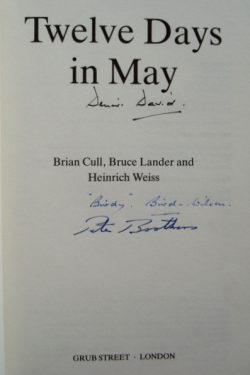 Twelve Days
in May
Dennis David.
Brian Cull, Bruce Lander and
Heinrich Weiss
"Birdy". Bird-Wilson.
Pete Brothers
GRUB STREET · LONDON